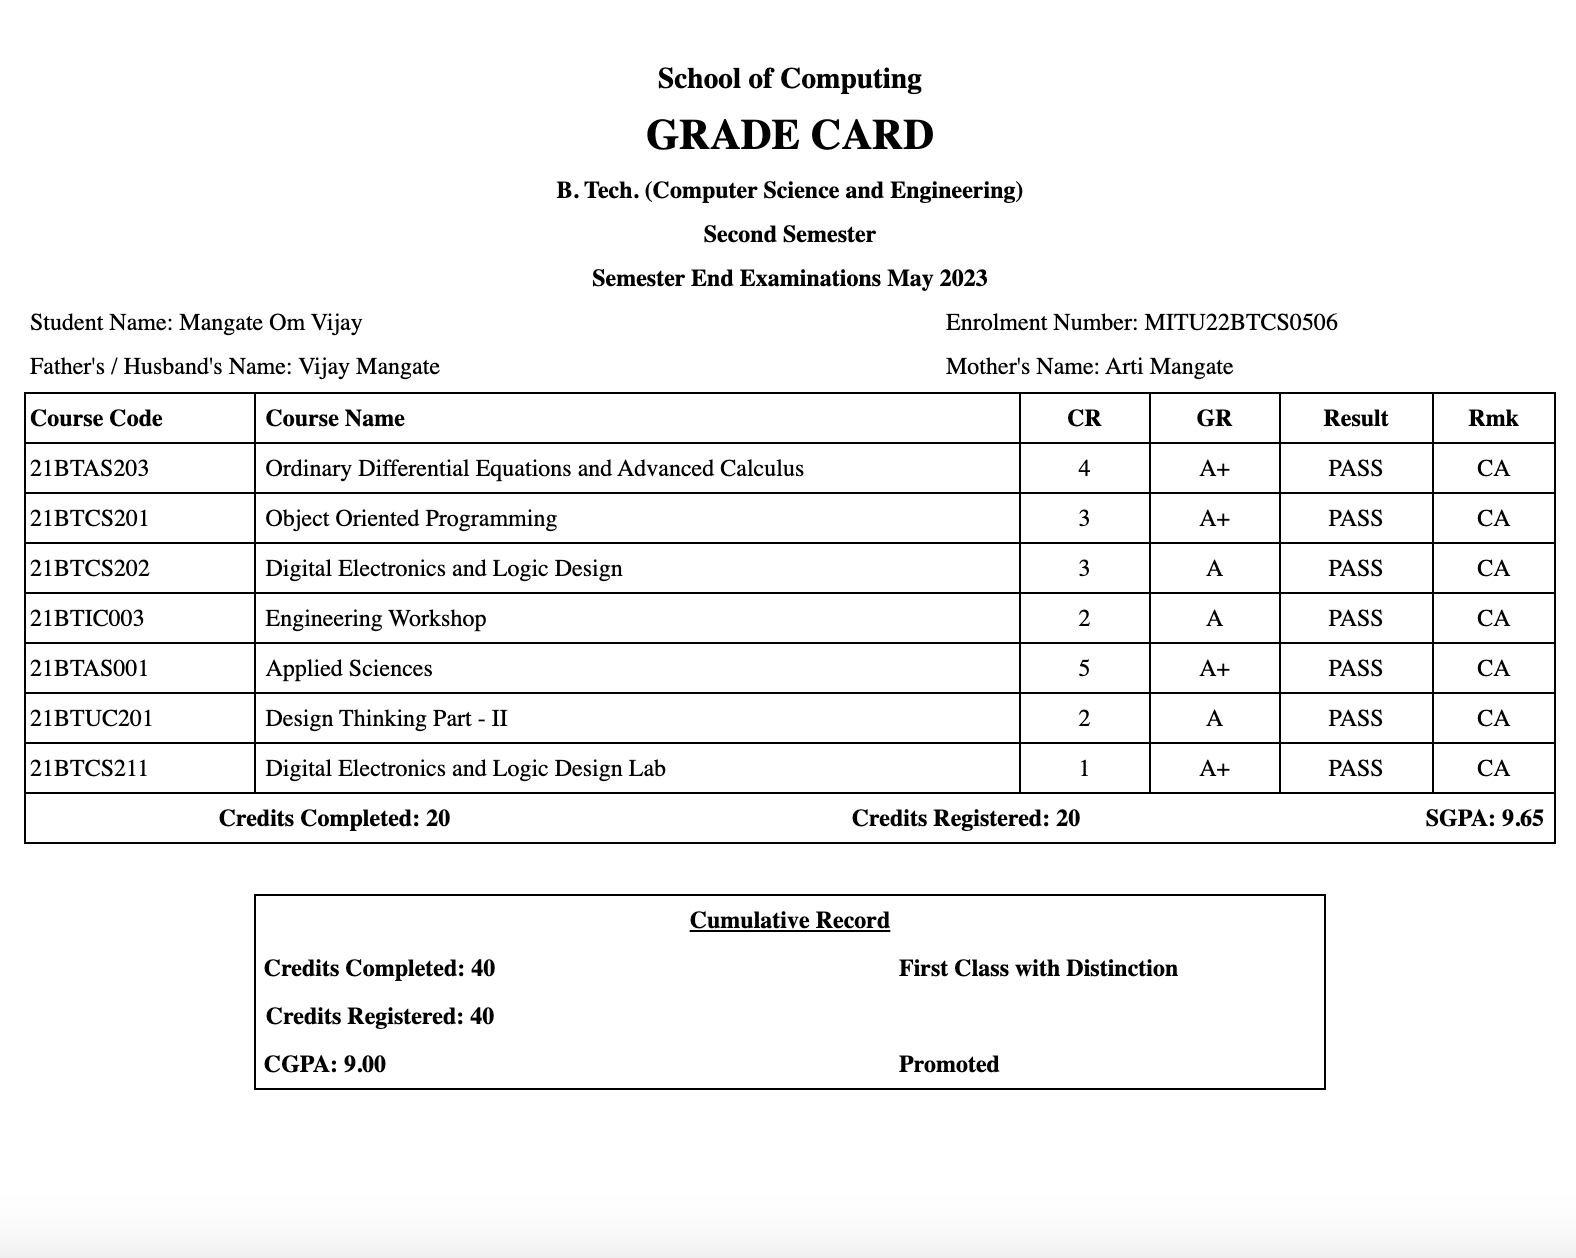 School of Computing
GRADE CARD
B. Tech. (Computer Science and Engineering)
Second Semester
Semester End Examinations May 2023
Student Name: Mangate Om Vijay Enrolment Number: MITU22BTCS0506
Father's / Husband's Name: Vijay Mangate Mother's Name: Arti Mangate
Course Code Course Name CR GR Result Rmk
21BTAS203 Ordinary Differential Equations and Advanced Calculus 4 A+ PASS CA
21BTCS201 Object Oriented Programming 3 A+ PASS CA
21BTCS202 Digital Electronics and Logic Design 3 A PASS CA
21BTIC003 Engineering Workshop 2 A PASS CA
21BTAS001 Applied Sciences 5 A+ PASS CA
21BTUC201 Design Thinking Part - II 2 A PASS CA
21BTCS211 Digital Electronics and Logic Design Lab 1 A+ PASS CA
Credits Completed: 20 Credits Registered: 20 SGPA: 9.65
Cumulative Record
Credits Completed: 40 First Class with Distinction
Credits Registered: 40
CGPA: 9.00 Promoted